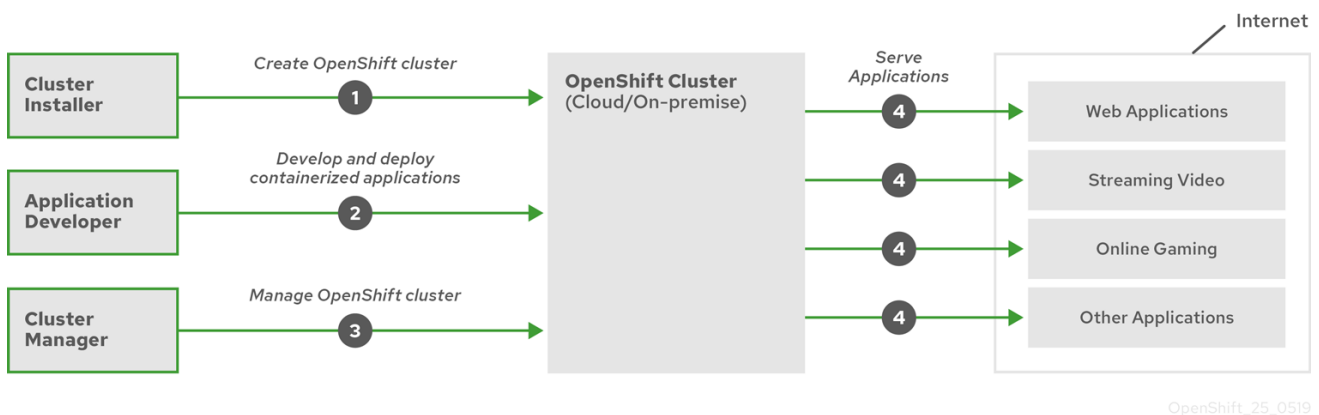 Internet
Cluster
Installer
Create OpenShift cluster
1
OpenShift Cluster
(Cloud/On-premise)
Serve
Applications
4
Web Applications
Application
Developer
Develop and deploy
containerized applications
2
4
Streaming Video
4
Online Gaming
Cluster
Manager
Manage OpenShift cluster
3
4
Other Applications
OpenShift_25_0519